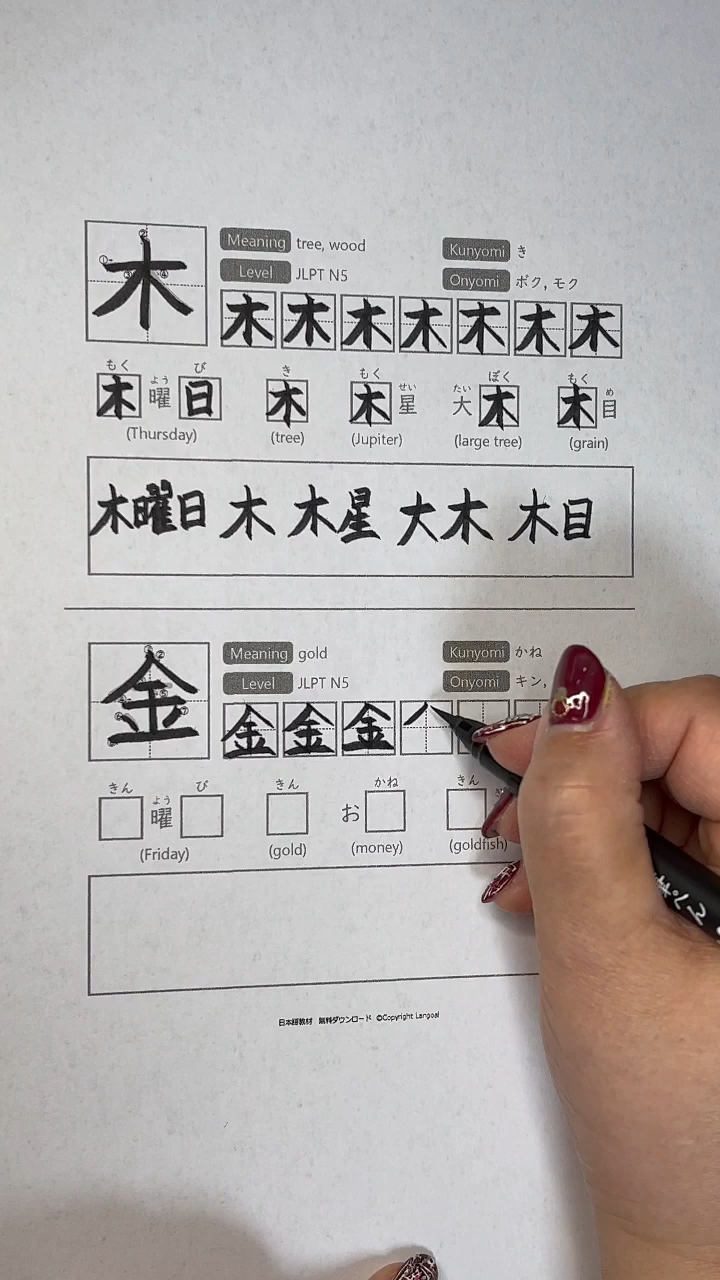 木 Meaning tree, wood Kunyomi き
Level JLPT N5 Onyomi ボク, モク
木 木 木 木 木 木 木
もく よう び き もく せい たい ぼく もく め
木曜日 木 木星 大木 木目
(Thursday) (tree) (Jupiter) (large tree) (grain)
木曜日 木 木星 大木 木目
金 Meaning gold Kunyomi かね
Level JLPT N5 Onyomi キン,
金 金 金
きん よう び きん かね きん
曜 お
(Friday) (gold) (money) (goldfish)
日本語教材 無料ダウンロード ©Copyright Langoal